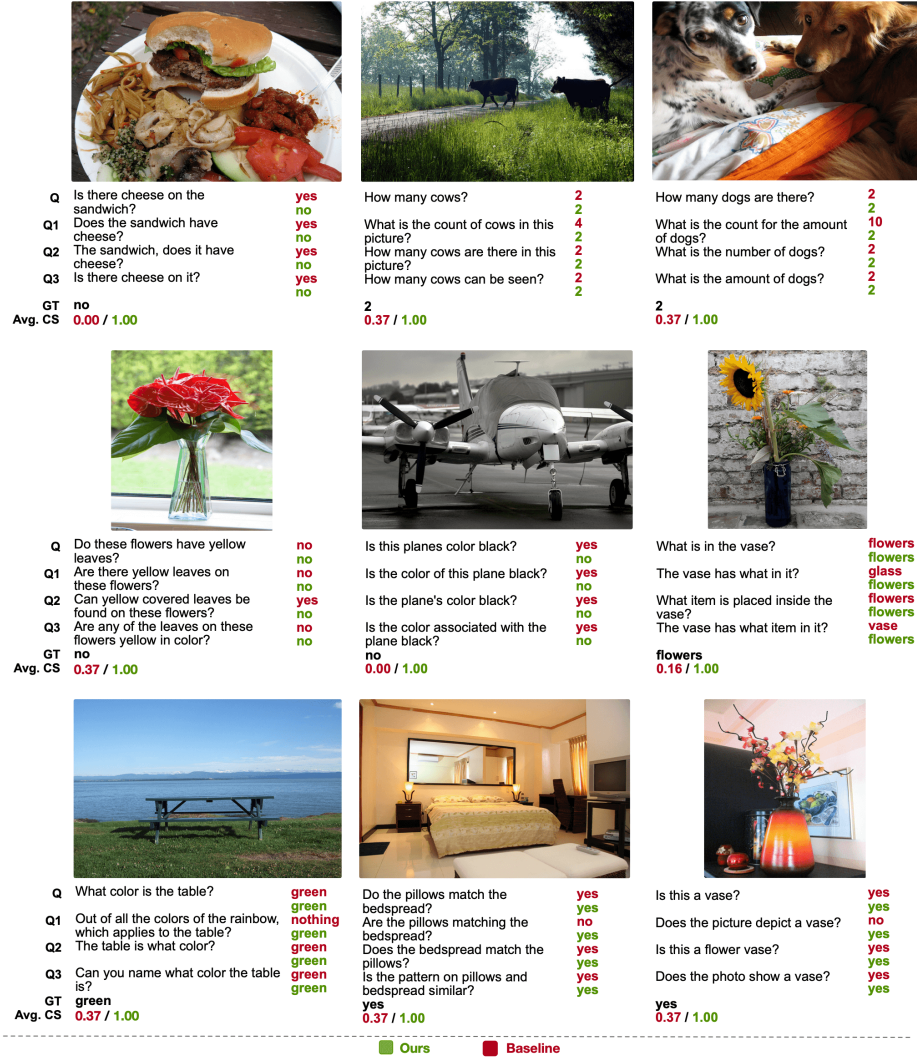 Q Is there cheese on the yes
sandwich? no
Q1 Does the sandwich have yes
cheese? no
Q2 The sandwich, does it have yes
cheese? no
Q3 Is there cheese on it? yes
no
GT no
Avg. CS 0.00 / 1.00
How many cows? 2
2
What is the count of cows in this 4
picture? 2
How many cows are there in this 2
picture? 2
How many cows can be seen? 2
2
2
0.37 / 1.00
How many dogs are there? 2
2
What is the count for the amount 10
of dogs? 2
What is the number of dogs? 2
2
What is the amount of dogs? 2
2
2
0.37 / 1.00
Q Do these flowers have yellow no
leaves? no
Q1 Are there yellow leaves on no
these flowers? no
Q2 Can yellow covered leaves be yes
found on these flowers? no
Q3 Are any of the leaves on these no
flowers yellow in color? no
GT no
Avg. CS 0.37 / 1.00
Is this planes color black? yes
no
Is the color of this plane black? yes
no
Is the plane's color black? yes
no
Is the color associated with the yes
plane black? no
no
0.00 / 1.00
What is in the vase? flowers
flowers
The vase has what in it? glass
flowers
What item is placed inside the flowers
vase? flowers
The vase has what item in it? vase
flowers
flowers
0.16 / 1.00
Q What color is the table? green
green
Q1 Out of all the colors of the rainbow, nothing
which applies to the table? green
Q2 The table is what color? green
green
Q3 Can you name what color the table green
is? green
GT green
Avg. CS 0.37 / 1.00
Do the pillows match the yes
bedspread? yes
Are the pillows matching the no
bedspread? yes
Does the bedspread match the yes
pillows? yes
Is the pattern on pillows and yes
bedspread similar? yes
yes
0.37 / 1.00
Is this a vase? yes
yes
Does the picture depict a vase? no
yes
Is this a flower vase? yes
yes
Does the photo show a vase? yes
yes
yes
0.37 / 1.00
Ours Baseline